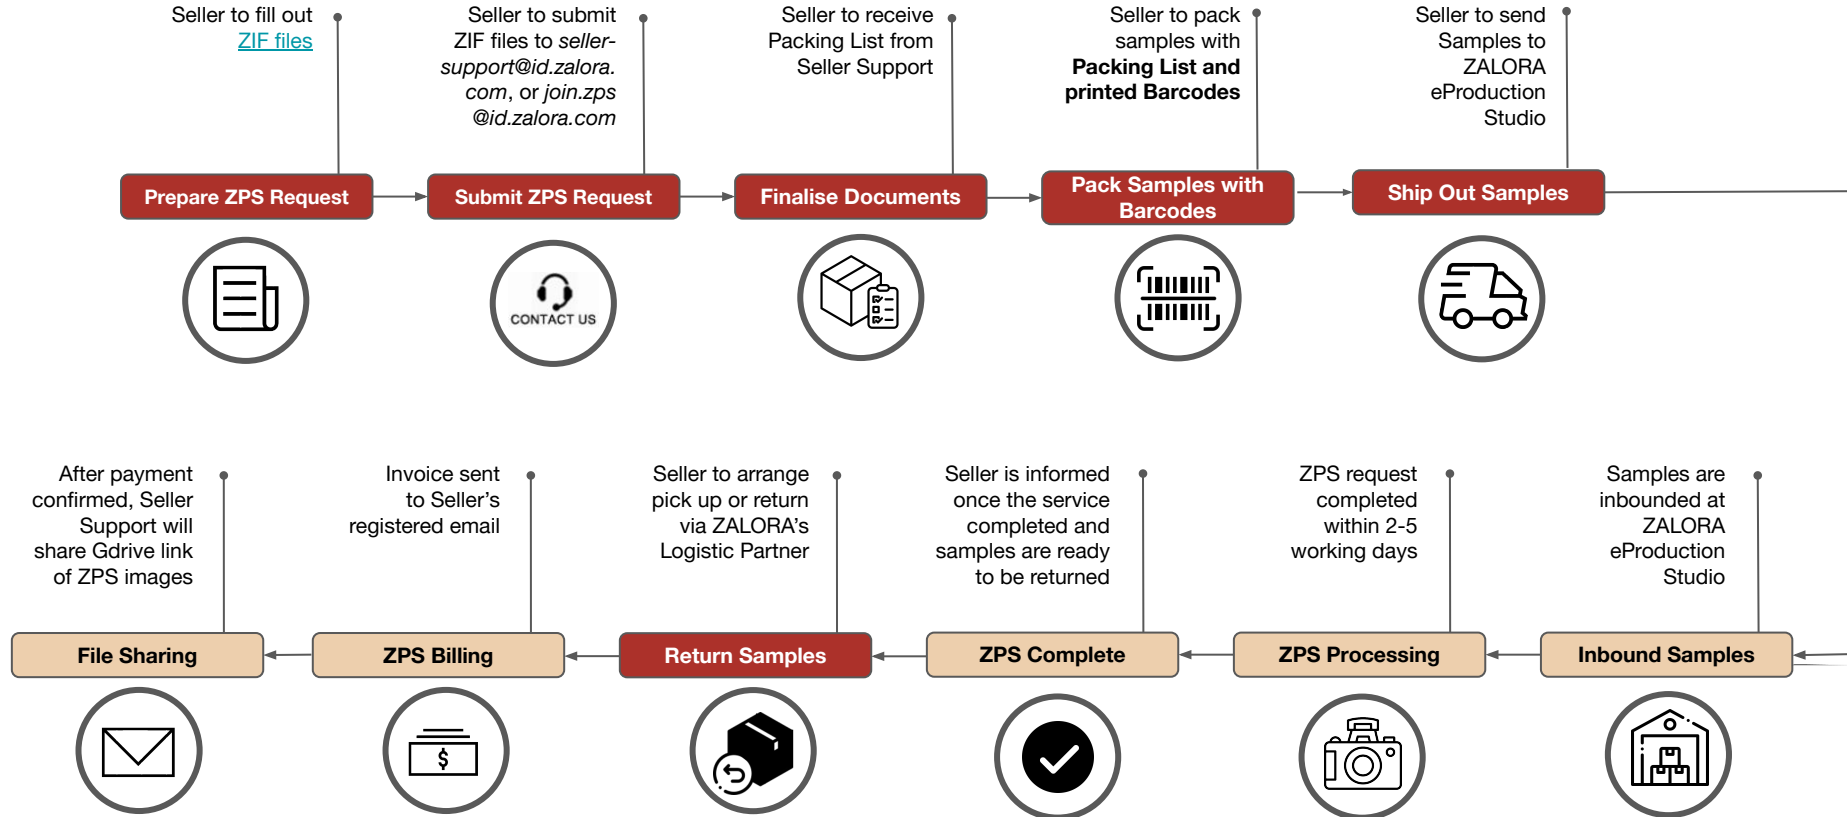 Seller to fill out
ZIF files
Seller to submit
ZIF files to seller-
support@id.zalora.
com, or join.zps
@id.zalora.com
Seller to receive
Packing List from
Seller Support
Seller to pack
samples with
Packing List and
printed Barcodes
Seller to send
Samples to
ZALORA
eProduction
Studio
Prepare ZPS Request
Submit ZPS Request
Finalise Documents
Pack Samples with
Barcodes
Ship Out Samples
CONTACT US
After payment
confirmed, Seller
Support will
share Gdrive link
of ZPS images
Invoice sent
to Seller’s
registered email
Seller to arrange
pick up or return
via ZALORA’s
Logistic Partner
Seller is informed
once the service
completed and
samples are ready
to be returned
ZPS request
completed
within 2-5
working days
Samples are
inbounded at
ZALORA
eProduction
Studio
File Sharing
ZPS Billing
Return Samples
ZPS Complete
ZPS Processing
Inbound Samples
$